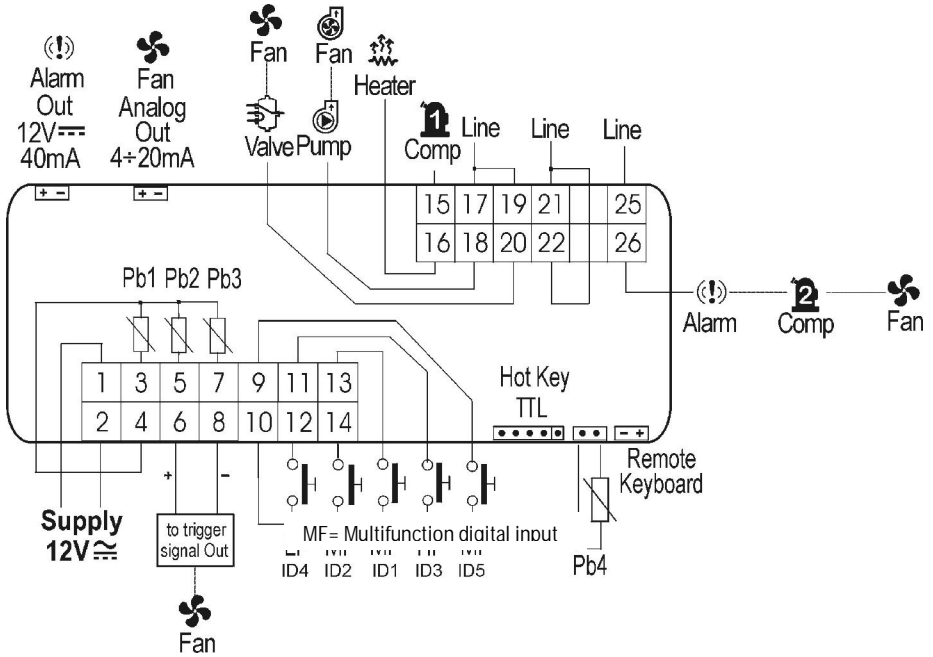 Alarm
Out
12V⎓
40mA
Fan
Analog
Out
4÷20mA
Fan
Valve
Fan
Pump
Heater
1
Comp
Line
Line
Line
+ -
+ -
15 17 19 21 25
16 18 20 22 26
Alarm
2
Comp
Fan
Pb1 Pb2 Pb3
1 3 5 7 9 11 13
2 4 6 8 10 12 14
Hot Key
TTL
- +
Remote
Keyboard
Pb4
Supply
12V
+ -
to trigger
signal Out
Fan
MF= Multifunction digital input
ID4 ID2 ID1 ID3 ID5